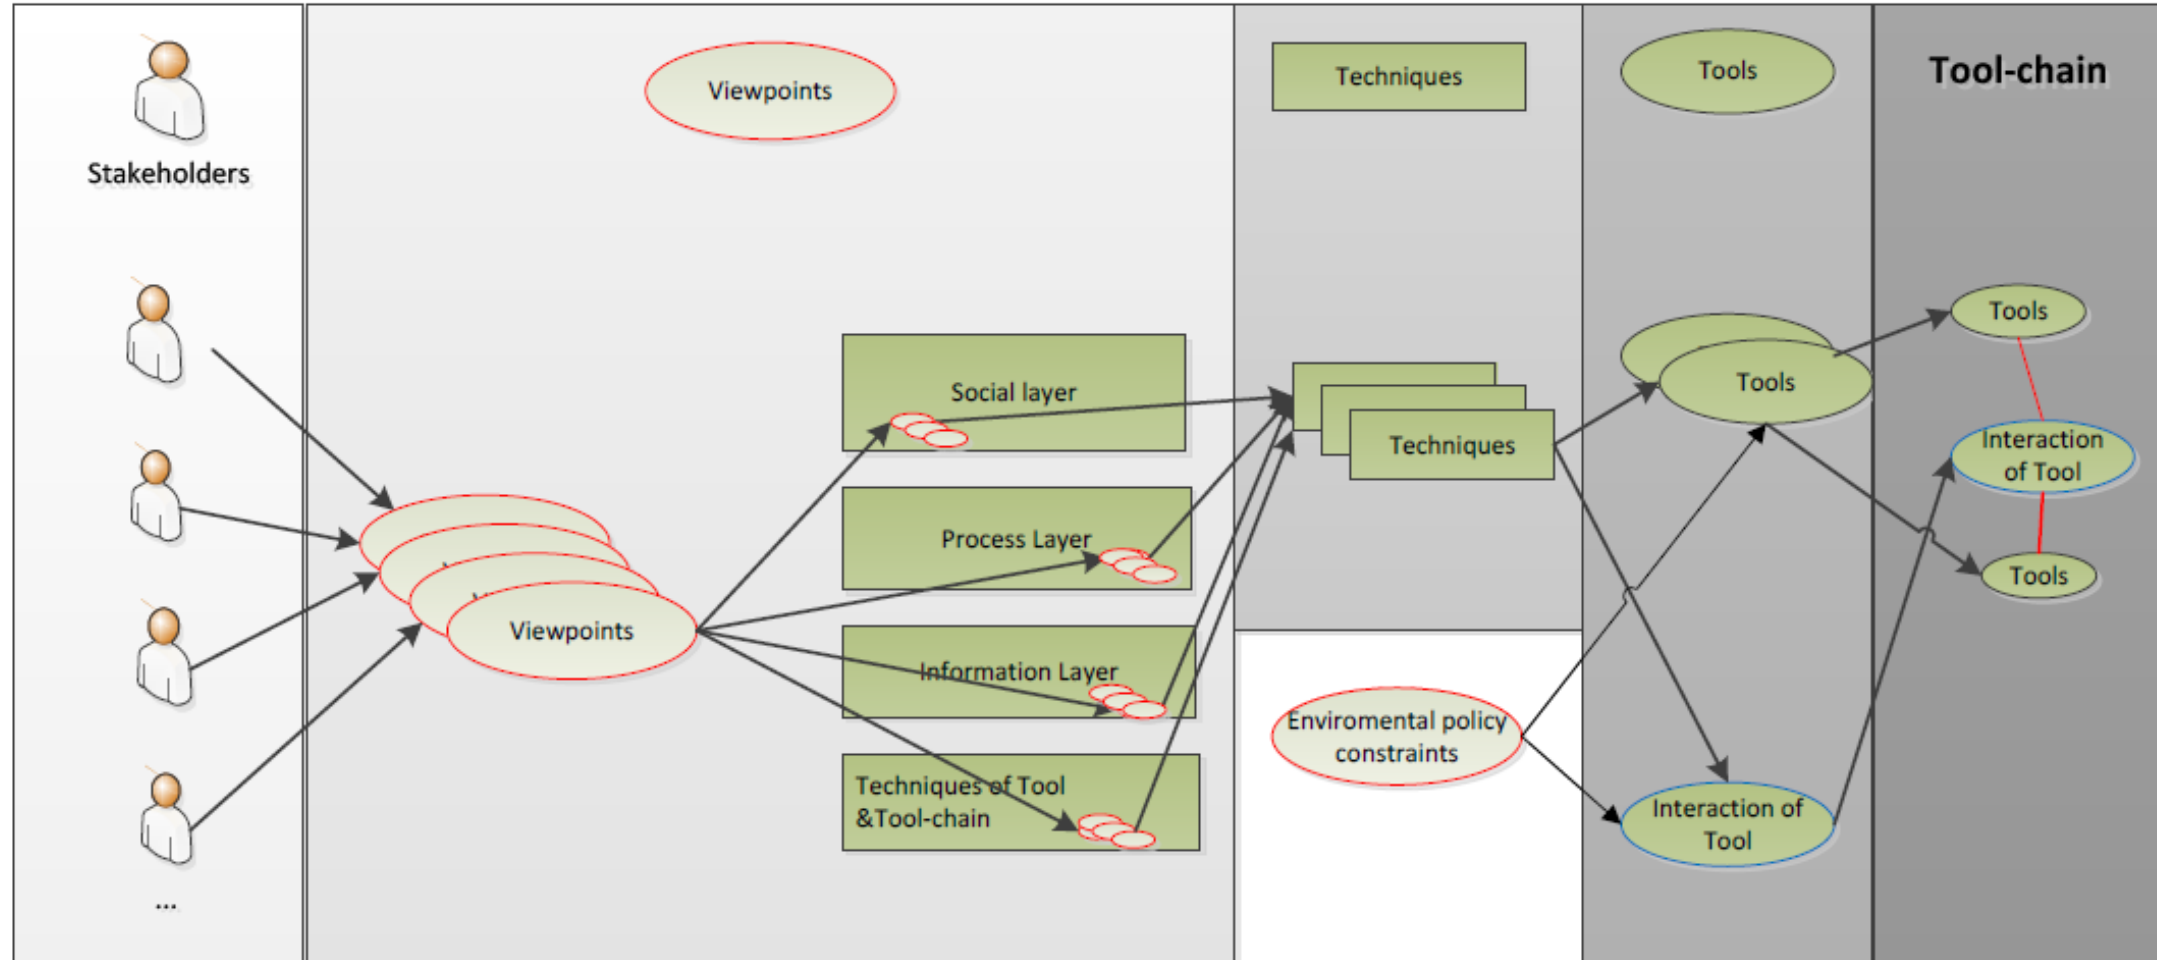 Stakeholders
Viewpoints
Techniques
Tools
Tool-chain
Viewpoints
Social layer
Process Layer
Information Layer
Techniques of Tool
&Tool-chain
Techniques
Enviromental policy
constraints
Tools
Interaction of
Tool
Tools
Interaction
of Tool
Tools
...